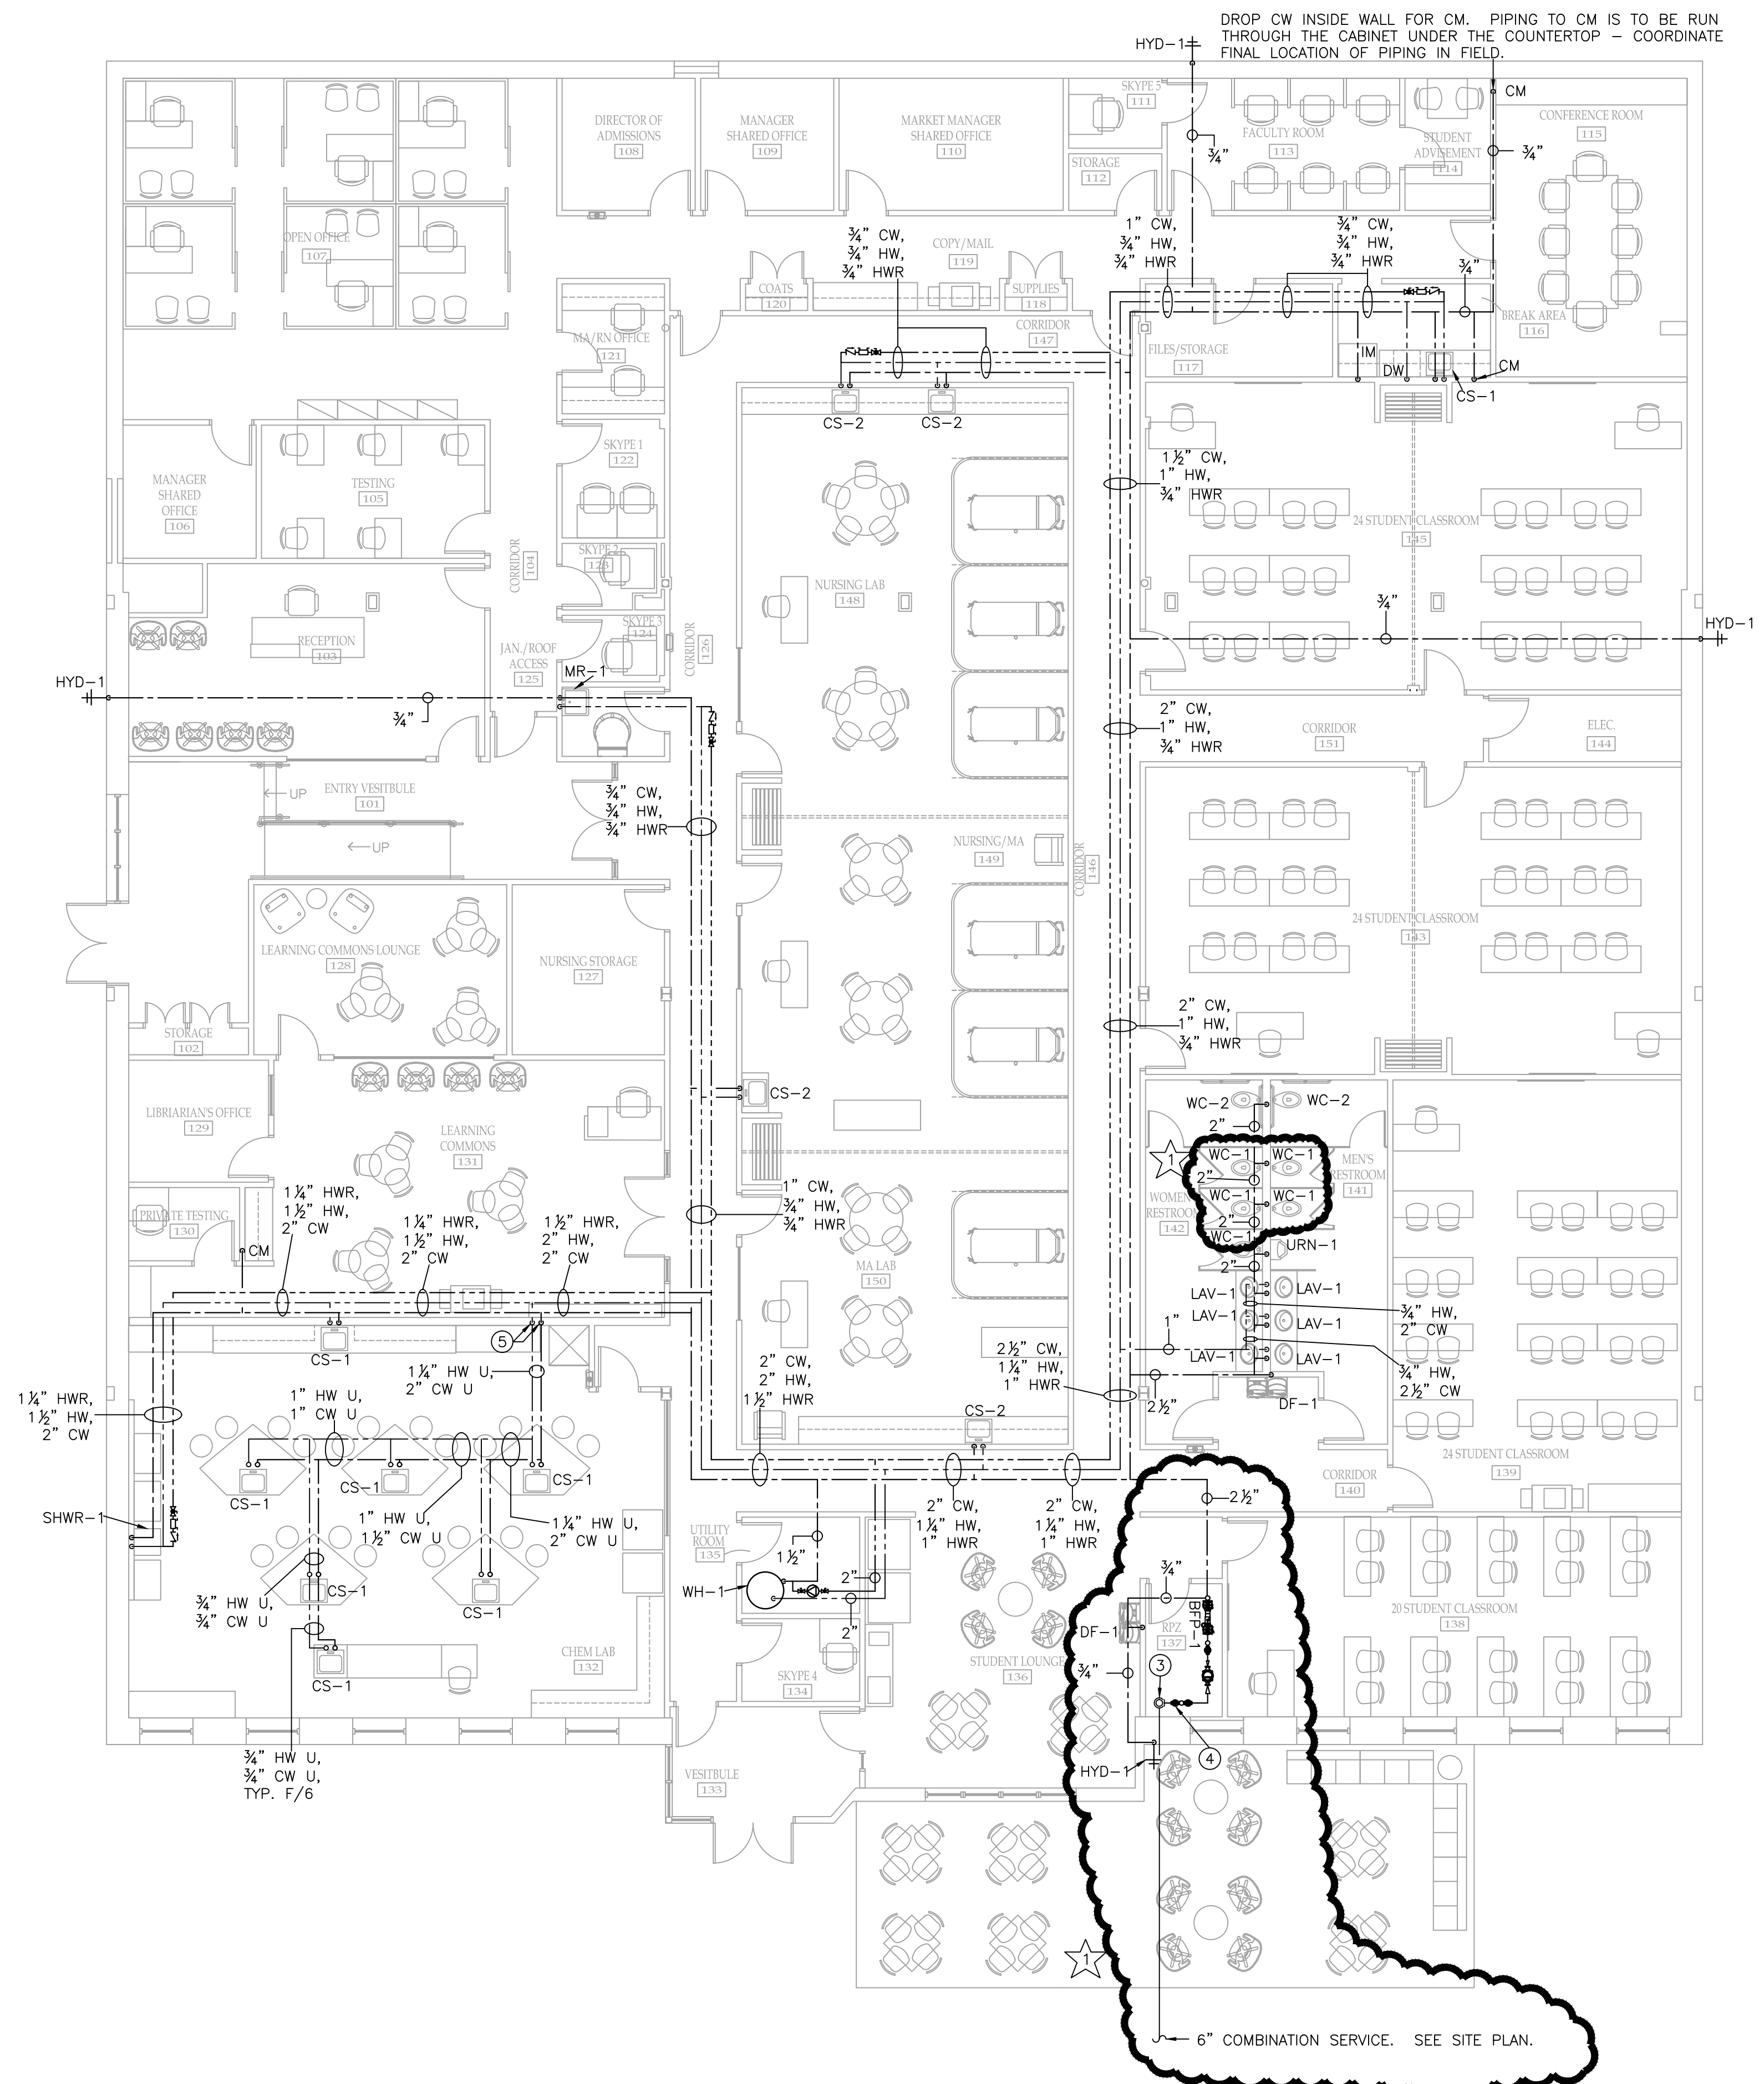 DROP CW INSIDE WALL FOR CM. PIPING TO CM IS TO BE RUN
THROUGH THE CABINET UNDER THE COUNTERTOP – COORDINATE
FINAL LOCATION OF PIPING IN FIELD.
HYD-1
CM
SKYPE 5
111
DIRECTOR OF
ADMISSIONS
108
MANAGER
SHARED OFFICE
109
MARKET MANAGER
SHARED OFFICE
110
STORAGE
112
¾"
FACULTY ROOM
113
STUDENT
ADVISEMENT
114
¾"
CONFERENCE ROOM
115
OPEN OFFICE
107
¾" CW,
¾" HW,
¾" HWR
COPY/MAIL
119
COATS
120
SUPPLIES
118
1" CW,
¾" HW,
¾" HWR
¾" CW,
¾" HW,
¾" HWR
¾"
BREAK AREA
116
CORRIDOR
147
MA/RN OFFICE
121
FILES/STORAGE
117
IM
DW
CM
CS-1
CS-2
CS-2
SKYPE 1
122
MANAGER
SHARED
OFFICE
106
TESTING
105
1½" CW,
1" HW,
¾" HWR
24 STUDENT CLASSROOM
145
CORRIDOR
104
SKYPE 2
123
NURSING LAB
148
¾"
HYD-1
RECEPTION
103
SKYPE 3
124
JAN./ROOF
ACCESS
125
CORRIDOR
126
MR-1
HYD-1
¾"
2" CW,
1" HW,
¾" HWR
CORRIDOR
151
ELEC.
144
ENTRY VESITBULE
101
UP
UP
¾" CW,
¾" HW,
¾" HWR
NURSING/MA
149
CORRIDOR
146
LEARNING COMMONS LOUNGE
128
NURSING STORAGE
127
24 STUDENT CLASSROOM
143
STORAGE
102
2" CW,
1" HW,
¾" HWR
CS-2
LIBRIARIAN'S OFFICE
129
LEARNING
COMMONS
131
WC-2
WC-2
2"
1
WC-1
WC-1
2"
WC-1
WC-1
2"
WC-1
MEN'S
RESTROOM
141
WOMEN'S
RESTROOM
142
URN-1
2"
PRIVATE TESTING
130
CM
1¼" HWR,
1½" HW,
2" CW
1¼" HWR,
1½" HW,
2" CW
1½" HWR,
2" HW,
2" CW
1" CW,
¾" HW,
¾" HWR
MA LAB
150
LAV-1
LAV-1
LAV-1
LAV-1
LAV-1
LAV-1
¾" HW,
2" CW
¾" HW,
2½" CW
1"
2½"
DF-1
CS-1
5
1¼" HW U,
2" CW U
1" HW U,
1" CW U
1¼" HWR,
1½" HW,
2" CW
2" CW,
2" HW,
1½" HWR
2½" CW,
1¼" HW,
1" HWR
CS-2
24 STUDENT CLASSROOM
139
CORRIDOR
140
CS-1
CS-1
CS-1
SHWR-1
1" HW U,
1½" CW U
1¼" HW U,
2" CW U
2" CW,
1¼" HW,
1" HWR
2" CW,
1¼" HW,
1" HWR
2½"
UTILITY
ROOM
135
1½"
WH-1
2"
2"
CS-1
CS-1
¾" HW U,
¾" CW U
¾"
BFP-1
DF-1
RPZ
137
20 STUDENT CLASSROOM
138
CHEM LAB
132
CS-1
SKYPE 4
134
STUDENT LOUNGE
136
¾"
3
4
HYD-1
¾" HW U,
¾" CW U,
TYP. F/6
VESITBULE
133
1
6" COMBINATION SERVICE. SEE SITE PLAN.